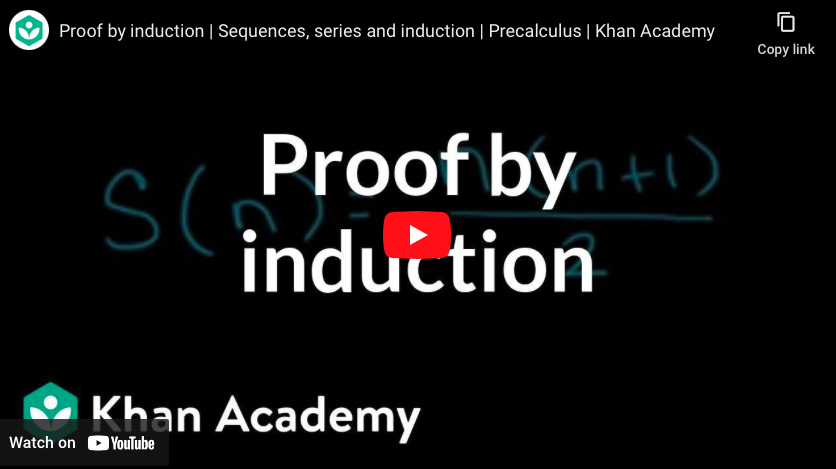 Proof by induction | Sequences, series and induction | Precalculus | Khan Academy
Copy link
Proof by
S(n) = n(n+1)
induction
2
Khan Academy
Watch on YouTube